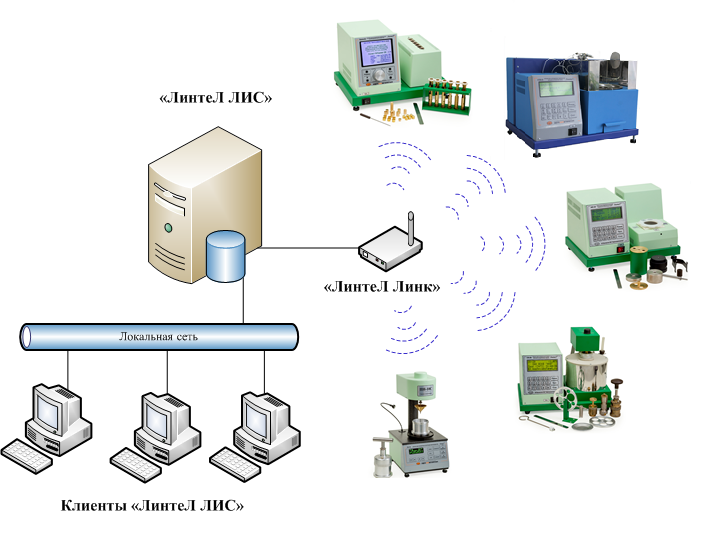 «ЛинтеЛ ЛИС»
«ЛинтеЛ Линк»
Локальная сеть
Клиенты «ЛинтеЛ ЛИС»